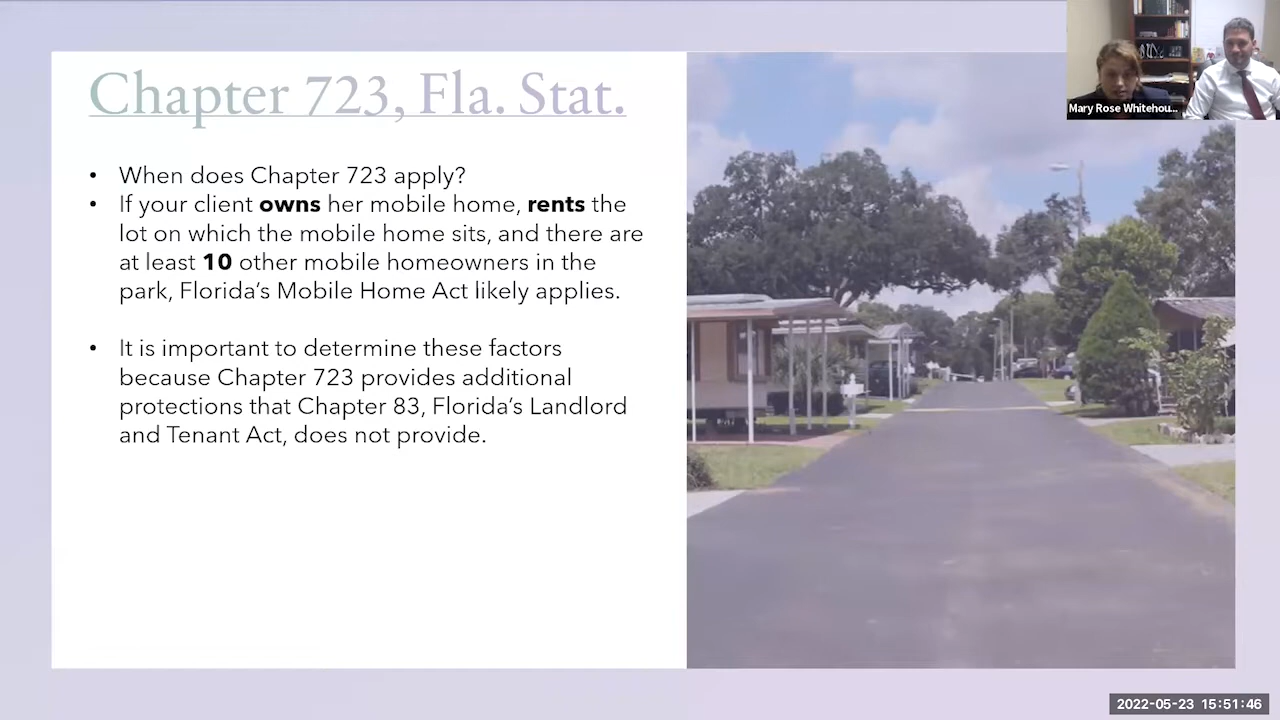 Chapter 723, Fla. Stat.
Mary Rose Whitehou...
• When does Chapter 723 apply?
• If your client owns her mobile home, rents the
lot on which the mobile home sits, and there are
at least 10 other mobile homeowners in the
park, Florida's Mobile Home Act likely applies.
• It is important to determine these factors
because Chapter 723 provides additional
protections that Chapter 83, Florida's Landlord
and Tenant Act, does not provide.
2022-05-23 15:51:46